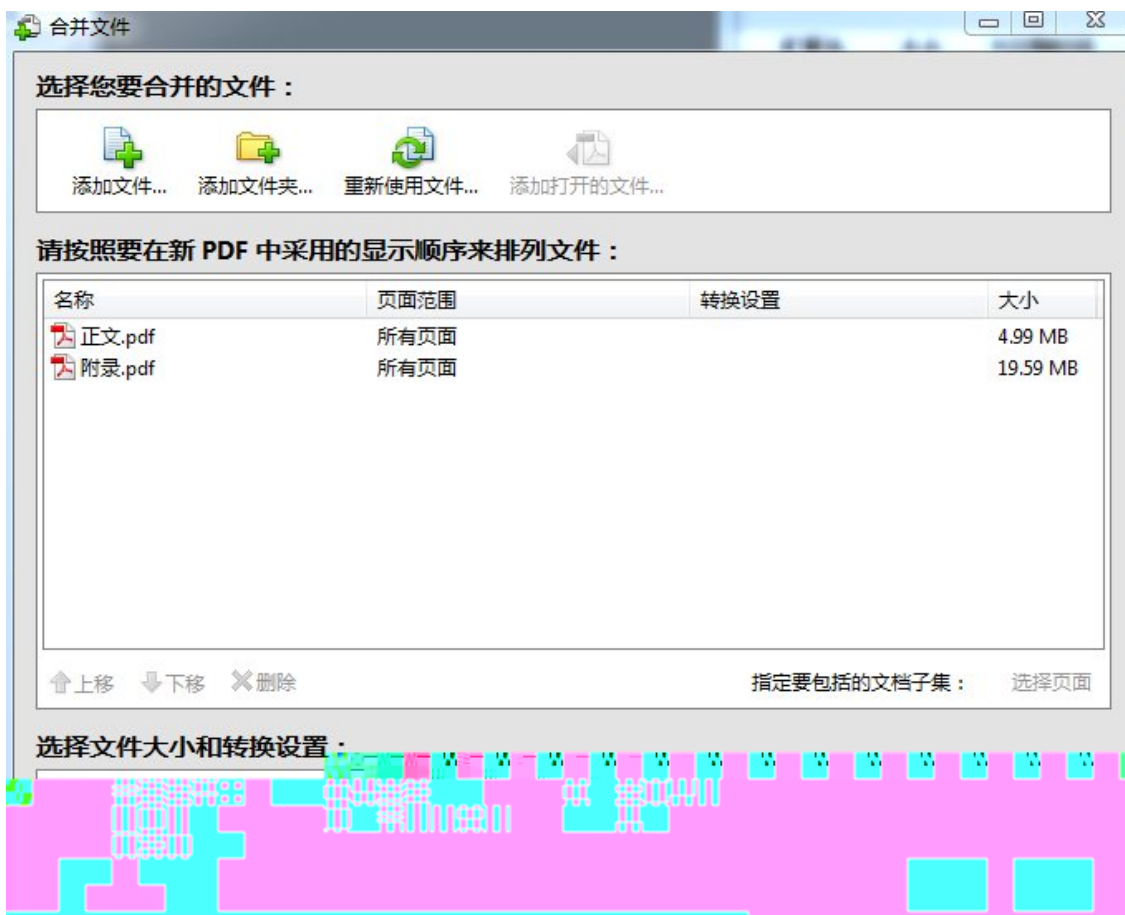 合并文件
选择您要合并的文件：
添加文件... 添加文件夹... 重新使用文件... 添加打开的文件...
请按照要在新 PDF 中采用的显示顺序来排列文件：
名称 页面范围 转换设置 大小
正文.pdf 所有页面 4.99 MB
附录.pdf 所有页面 19.59 MB
上移 下移 删除 指定要包括的文档子集： 选择页面
选择文件大小和转换设置：